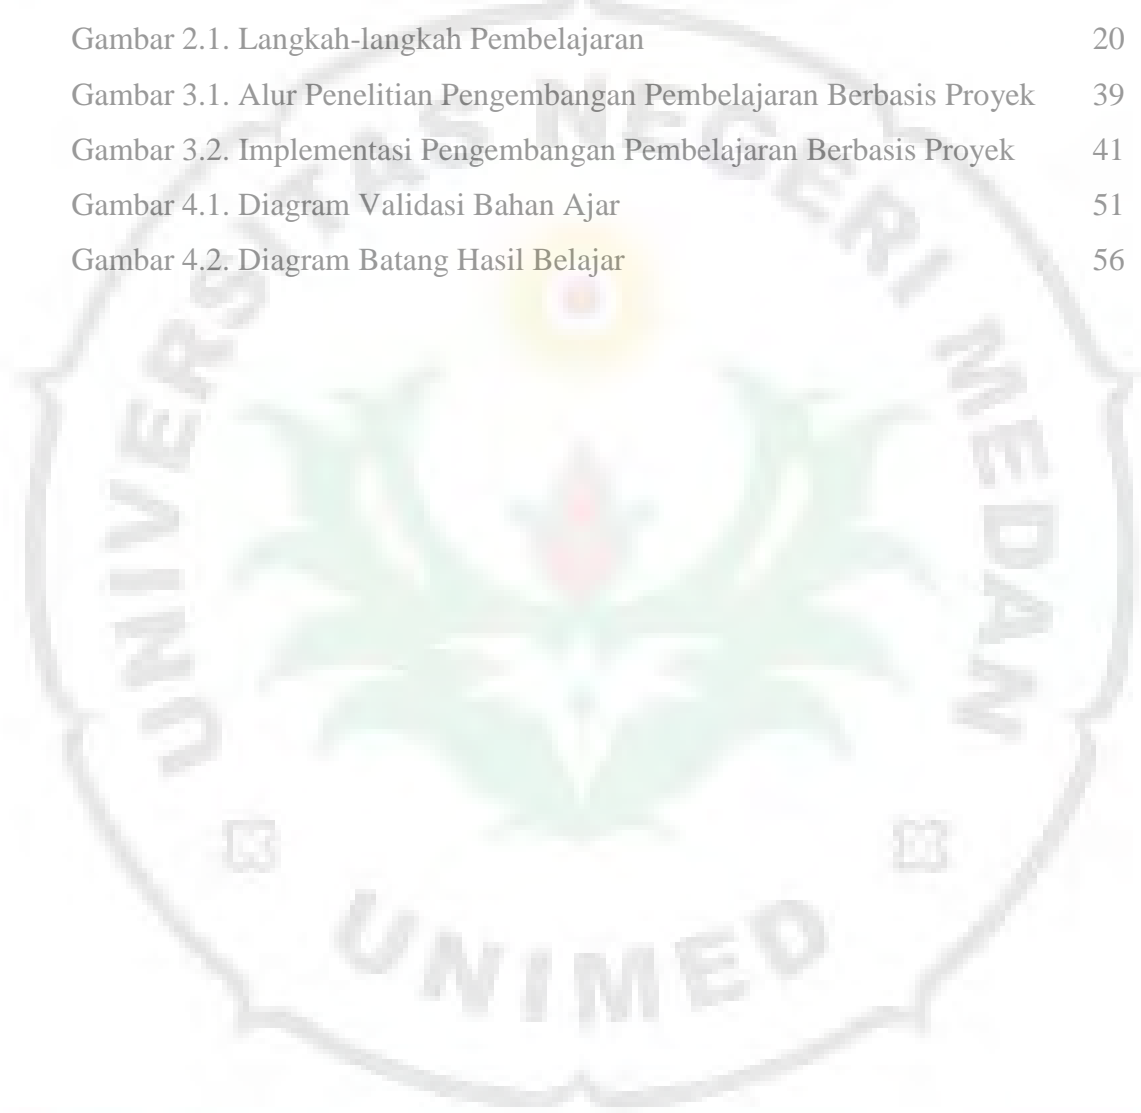 Gambar 2.1. Langkah-langkah Pembelajaran 20
Gambar 3.1. Alur Penelitian Pengembangan Pembelajaran Berbasis Proyek 39
Gambar 3.2. Implementasi Pengembangan Pembelajaran Berbasis Proyek 41
Gambar 4.1. Diagram Validasi Bahan Ajar 51
Gambar 4.2. Diagram Batang Hasil Belajar 56
UNIVERSITAS NEGERI MEDAN
UNIMED